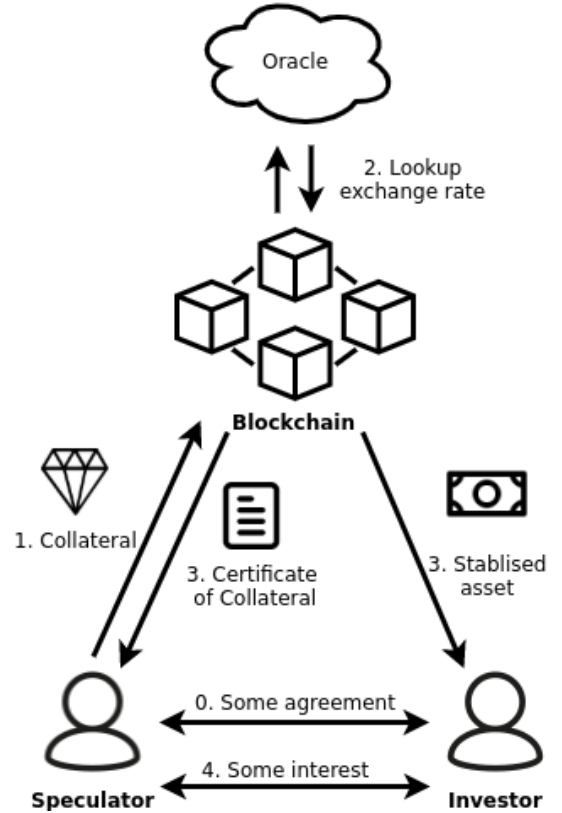 Oracle
2. Lookup
exchange rate
Blockchain
1. Collateral
3. Certificate
of Collateral
3. Stablised
asset
0. Some agreement
4. Some interest
Speculator
Investor